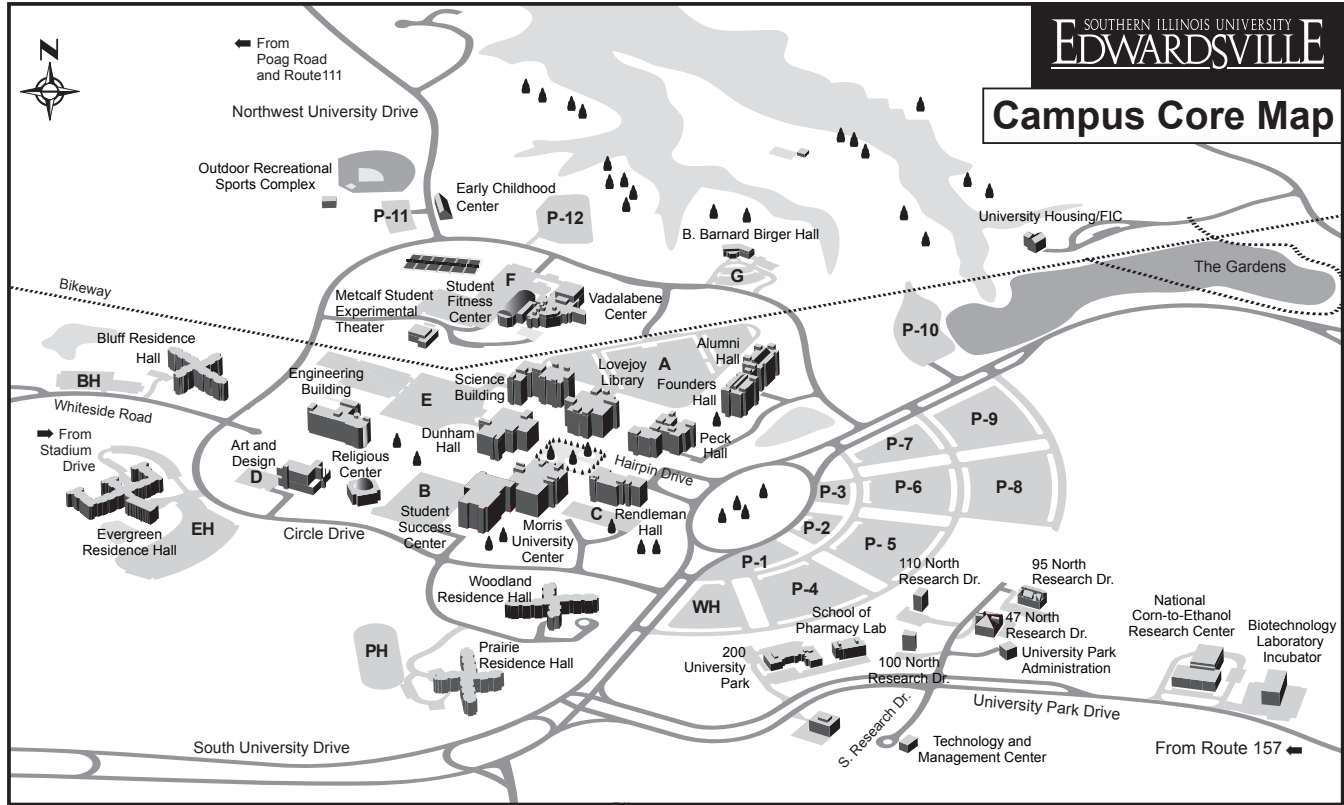 SOUTHERN ILLINOIS UNIVERSITY
EDWARDSVILLE
Campus Core Map
N
From
Poag Road
and Route111
Northwest University Drive
Outdoor Recreational
Sports Complex
P-11
Early Childhood
Center
P-12
B. Barnard Birger Hall
G
University Housing/FIC
The Gardens
Bikeway
Metcalf Student
Experimental
Theater
Student
Fitness
Center
F
Vadalabene
Center
P-10
Bluff Residence
Hall
BH
Whiteside Road
From
Stadium
Drive
Engineering
Building
E
Science
Building
Lovejoy
Library
A
Alumni
Hall
Founders
Hall
Dunham
Hall
Peck
Hall
Hairpin Drive
Art and
Design
D
Religious
Center
B
Student
Success
Center
Morris
University
Center
C
Rendleman
Hall
Evergreen
Residence Hall
EH
Circle Drive
P-9
P-7
P-8
P-6
P-3
P-2
P- 5
P-1
P-4
WH
Woodland
Residence Hall
PH
Prairie
Residence Hall
110 North
Research Dr.
95 North
Research Dr.
School of
Pharmacy Lab
47 North
Research Dr.
200
University
Park
100 North
Research Dr.
University Park
Administration
National
Corn-to-Ethanol
Research Center
Biotechnology
Laboratory
Incubator
University Park Drive
S. Research Dr.
Technology and
Management Center
From Route 157
South University Drive